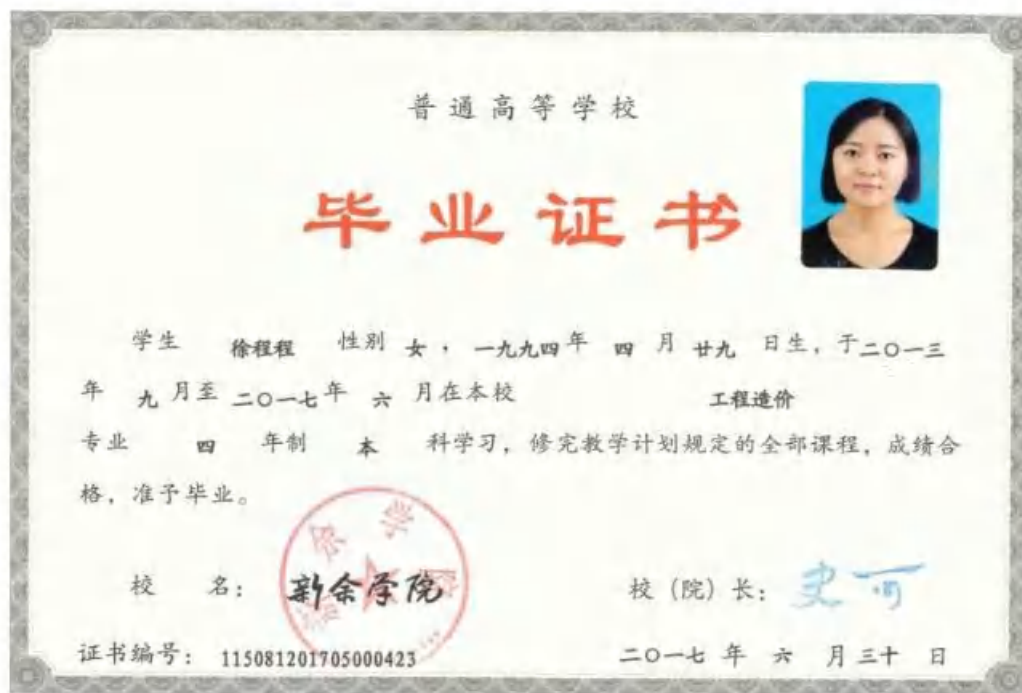 普通高等学校
毕业证书
学生 徐程程 性别 女，一九九四年 四 月 廿九 日生，于二〇一三
年 九 月至 二〇一七年 六 月在本校 工程造价
专业 四 年制 本 科学习，修完教学计划规定的全部课程，成绩合
格，准予毕业。
校 名： 新余学院 校（院）长：
新余学院
证书编号： 115081201705000423 二〇一七 年 六 月三十 日